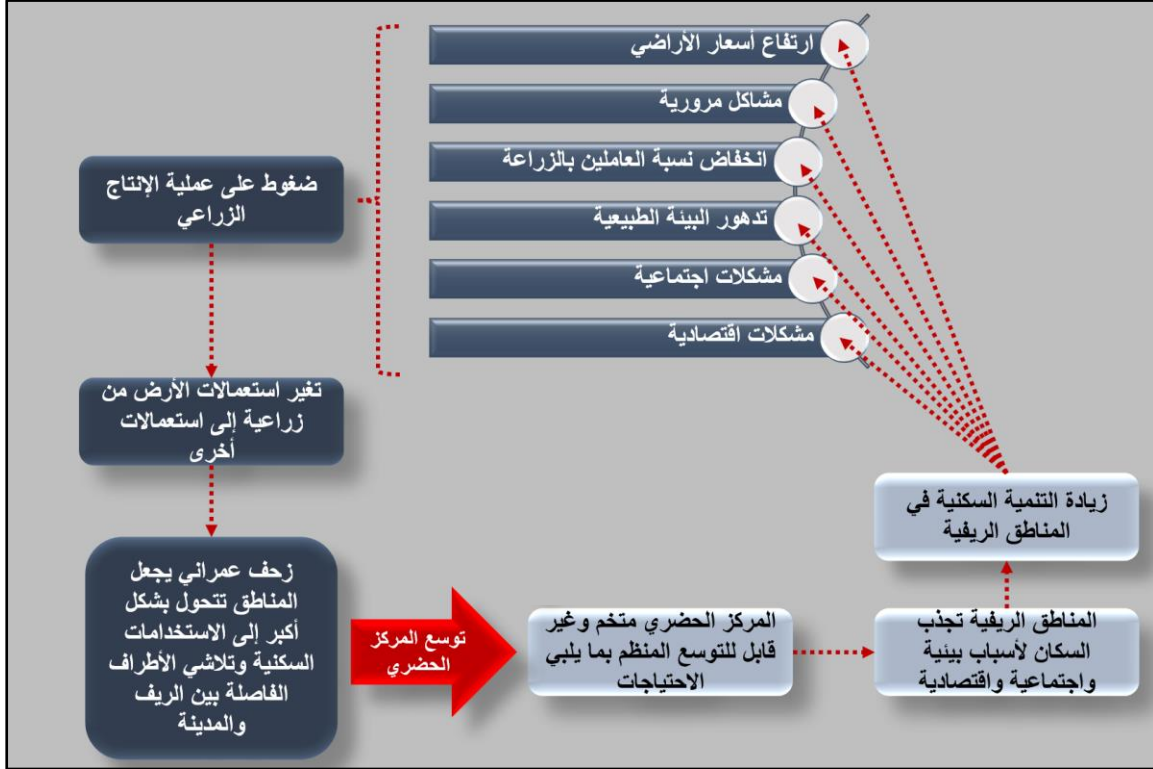 ارتفاع أسعار الأراضي
مشاكل مرورية
انخفاض نسبة العاملين بالزراعة
تدهور البيئة الطبيعية
مشكلات اجتماعية
مشكلات اقتصادية
ضغوط على عملية الإنتاج
الزراعي
تغير استعمالات الأرض من
زراعية إلى استعمالات
أخرى
زحف عمراني يجعل
المناطق تتحول بشكل
أكبر إلى الاستخدامات
السكنية وتلاشي الأطراف
الفاصلة بين الريف
والمدينة
توسع المركز
الحضري
المركز الحضري متخم وغير
قابل للتوسع المنظم بما يلبي
الاحتياجات
المناطق الريفية تجذب
السكان لأسباب بيئية
واجتماعية واقتصادية
زيادة التنمية السكنية في
المناطق الريفية